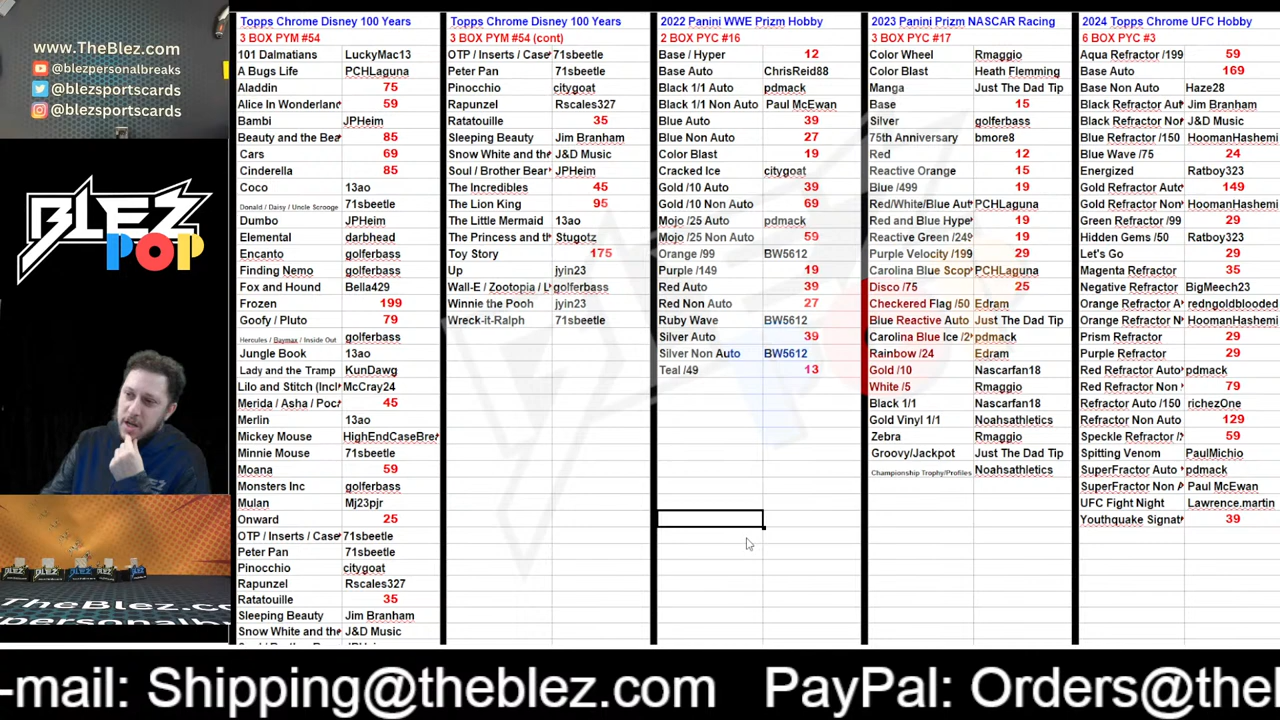 www.TheBlez.com
@blezpersonalbreaks
@blezsportscards
BLEZ
POP
TheBlez.co
personalbrea
Topps Chrome Disney 100 Years
3 BOX PYM #54
101 Dalmatians LuckyMac13
A Bugs Life PCHLaguna
Aladdin 75
Alice In Wonderlan 59
Bambi JPHeim
Beauty and the Bea 85
Cars 69
Cinderella 85
Coco 13ao
Donald / Daisy / Uncle Scrooge 71sbeetle
Dumbo JPHeim
Elemental darbhead
Encanto golferbass
Finding Nemo golferbass
Fox and Hound Bella429
Frozen 199
Goofy / Pluto 79
Hercules / Baymax / Inside Out golferbass
Jungle Book 13ao
Lady and the Tramp KunDawg
Lilo and Stitch (Incl McCray24
Merida / Asha / Poc 45
Merlin 13ao
Mickey Mouse HighEndCaseBre
Minnie Mouse 71sbeetle
Moana 59
Monsters Inc golferbass
Mulan Mj23pjr
Onward 25
OTP / Inserts / Case 71sbeetle
Peter Pan 71sbeetle
Pinocchio citygoat
Rapunzel Rscales327
Ratatouille 35
Sleeping Beauty Jim Branham
Snow White and the J&D Music
Topps Chrome Disney 100 Years
3 BOX PYM #54 (cont)
OTP / Inserts / Case 71sbeetle
Peter Pan 71sbeetle
Pinocchio citygoat
Rapunzel Rscales327
Ratatouille 35
Sleeping Beauty Jim Branham
Snow White and the J&D Music
Soul / Brother Bear JPHeim
The Incredibles 45
The Lion King 95
The Little Mermaid 13ao
The Princess and th Stugotz
Toy Story 175
Up jyin23
Wall-E / Zootopia / L golferbass
Winnie the Pooh jyin23
Wreck-it-Ralph 71sbeetle
2022 Panini WWE Prizm Hobby
2 BOX PYC #16
Base / Hyper 12
Base Auto ChrisReid88
Black 1/1 Auto pdmack
Black 1/1 Non Auto Paul McEwan
Blue Auto 39
Blue Non Auto 27
Color Blast 19
Cracked Ice citygoat
Gold /10 Auto 39
Gold /10 Non Auto 69
Mojo /25 Auto pdmack
Mojo /25 Non Auto 59
Orange /99 BW5612
Purple /149 19
Red Auto 39
Red Non Auto 27
Ruby Wave BW5612
Silver Auto 39
Silver Non Auto BW5612
Teal /49 13
2023 Panini Prizm NASCAR Racing
3 BOX PYC #17
Color Wheel Rmaggio
Color Blast Heath Flemming
Manga Just The Dad Tip
Base 15
Silver golferbass
75th Anniversary bmore8
Red 12
Reactive Orange 15
Blue /499 19
Red/White/Blue Aut PCHLaguna
Red and Blue Hype 19
Reactive Green /249 19
Purple Velocity /199 29
Carolina Blue Scop PCHLaguna
Disco /75 25
Checkered Flag /50 Edram
Blue Reactive Auto Just The Dad Tip
Carolina Blue Ice /2 pdmack
Rainbow /24 Edram
Gold /10 Nascarfan18
White /5 Rmaggio
Black 1/1 Nascarfan18
Gold Vinyl 1/1 Noahsathletics
Zebra Rmaggio
Groovy/Jackpot Just The Dad Tip
Championship Trophy/Profiles Noahsathletics
2024 Topps Chrome UFC Hobby
6 BOX PYC #3
Aqua Refractor /199 59
Base Auto 169
Base Non Auto Haze28
Black Refractor Aut Jim Branham
Black Refractor No J&D Music
Blue Refractor /150 HoomanHashemi
Blue Wave /75 24
Energized Ratboy323
Gold Refractor Aut 149
Gold Refractor Non HoomanHashemi
Green Refractor /99 29
Hidden Gems /50 Ratboy323
Let's Go 29
Magenta Refractor 35
Negative Refractor BigMeech23
Orange Refractor A redngoldblooded
Orange Refractor N HoomanHashemi
Prism Refractor 29
Purple Refractor 29
Red Refractor Auto pdmack
Red Refractor Non 79
Refractor Auto /150 richezOne
Refractor Non Auto 129
Speckle Refractor / 59
Spitting Venom PaulMichio
SuperFractor Auto pdmack
SuperFractor Non A Paul McEwan
UFC Fight Night Lawrence.martin
Youthquake Signat 39
-mail: Shipping@theblez.com PayPal: Orders@thebl